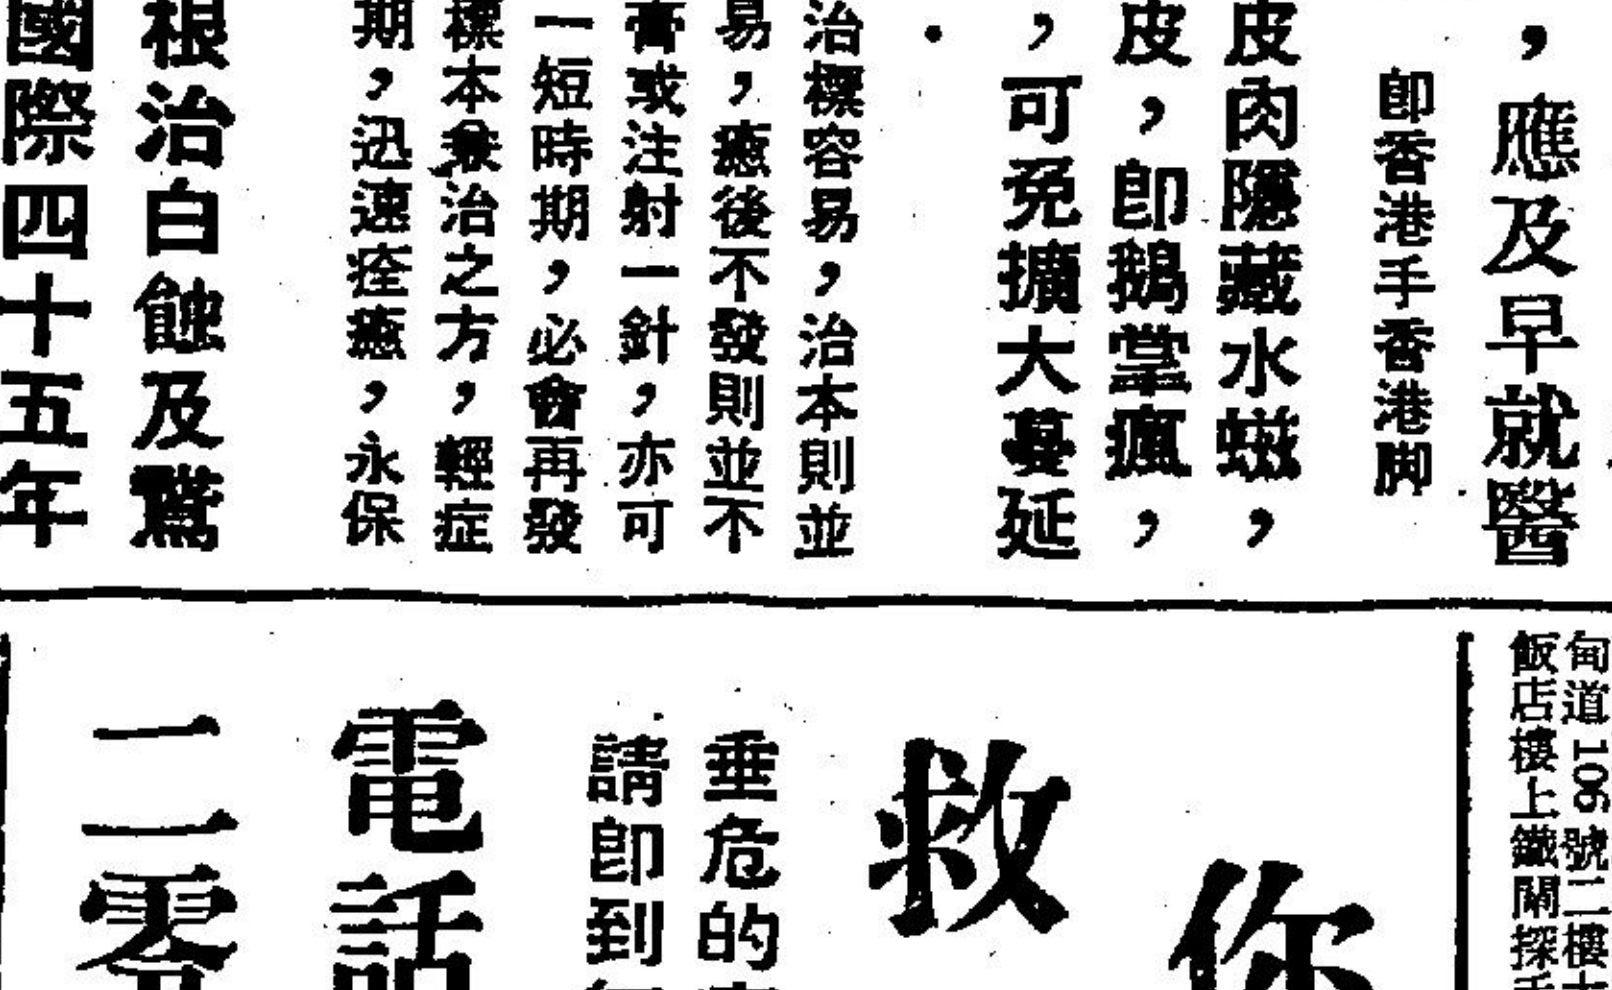 ，應及早就醫
即香港手香港脚
皮肉隱藏水蟻，
皮，即鵝掌瘋，
，可免擴大蔓延
．
治標容易，治本則並
易，癒後不發則並不
膏或注射一針，亦可
一短時期，必會再發
標本兼治之方，輕症
期，迅速痊癒，永保
根治白蝕及鵞
國際四十五年
甸道106號二樓
飯店樓上鐵閘探
你
救
垂危的
請即到
電話
二零